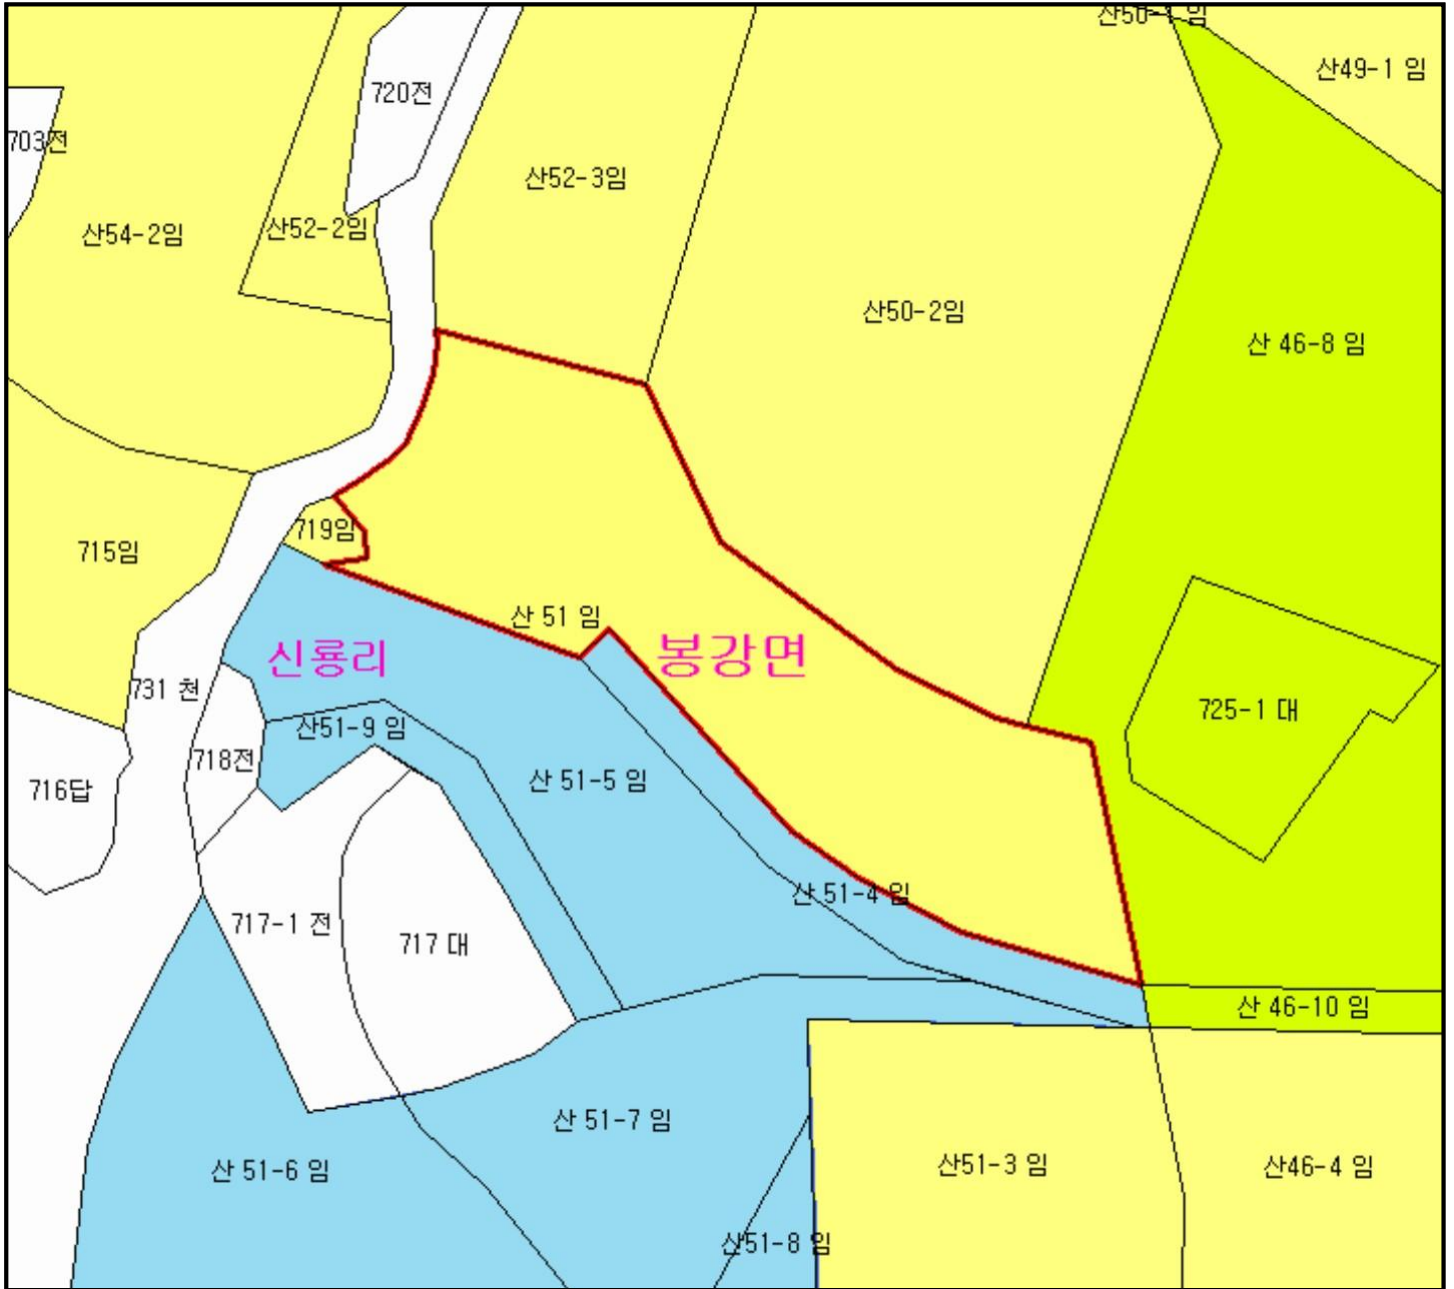 산50-1 임
산49-1 임
720전
703전
산52-3임
산54-2임
산52-2임
산50-2임
산 46-8 임
719임
715임
산 51 임
신룡리
봉강면
731 천
산51-9 임
725-1 대
718전
산 51-5 임
716답
산 51-4 임
717-1 전
717 대
산 46-10 임
산 51-7 임
산 51-6 임
산51-3 임
산46-4 임
산51-8 임